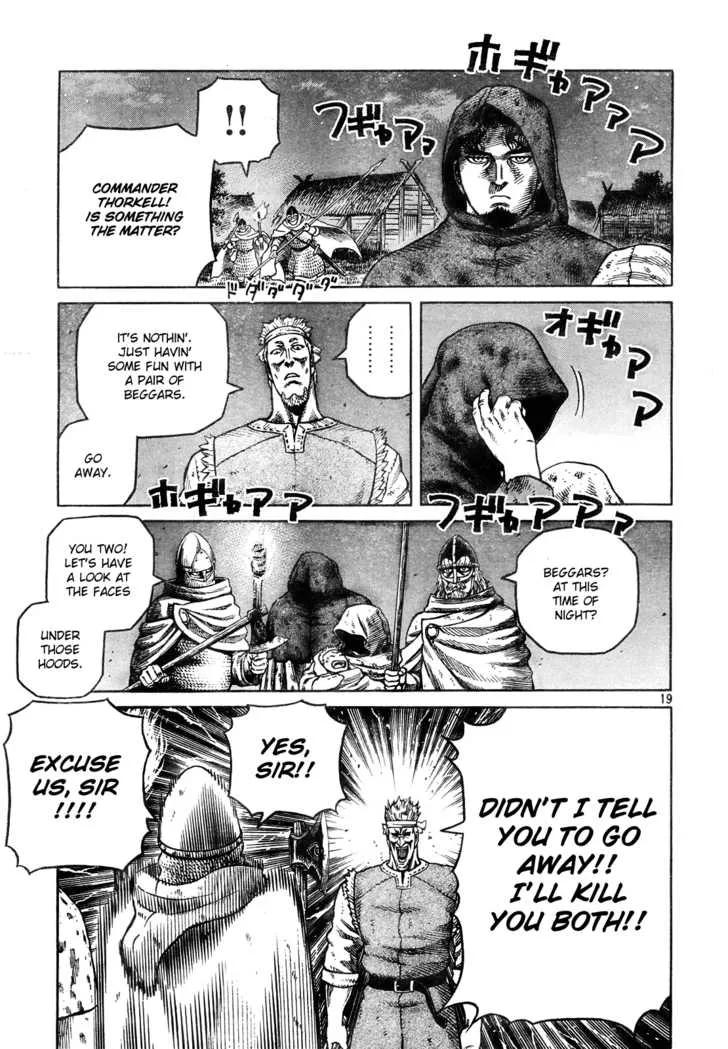 ホギャアアア
フギャアァ
!!
COMMANDER
THORKELL!
IS SOMETHING
THE MATTER?
ドダダダダ
オギャアアア
.......
IT'S NOTHIN'.
JUST HAVIN'
SOME FUN WITH
A PAIR OF
BEGGARS.
GO
AWAY.
フギャアアアァ
ホギャアアァ
BEGGARS?
AT THIS
TIME OF
NIGHT?
YOU TWO!
LET'S HAVE
A LOOK AT
THE FACES
UNDER
THOSE
HOODS.
19
DIDN'T I TELL
YOU TO GO
AWAY!!
I'LL KILL
YOU BOTH!!
YES,
SIR!!
EXCUSE
US, SIR
!!!!